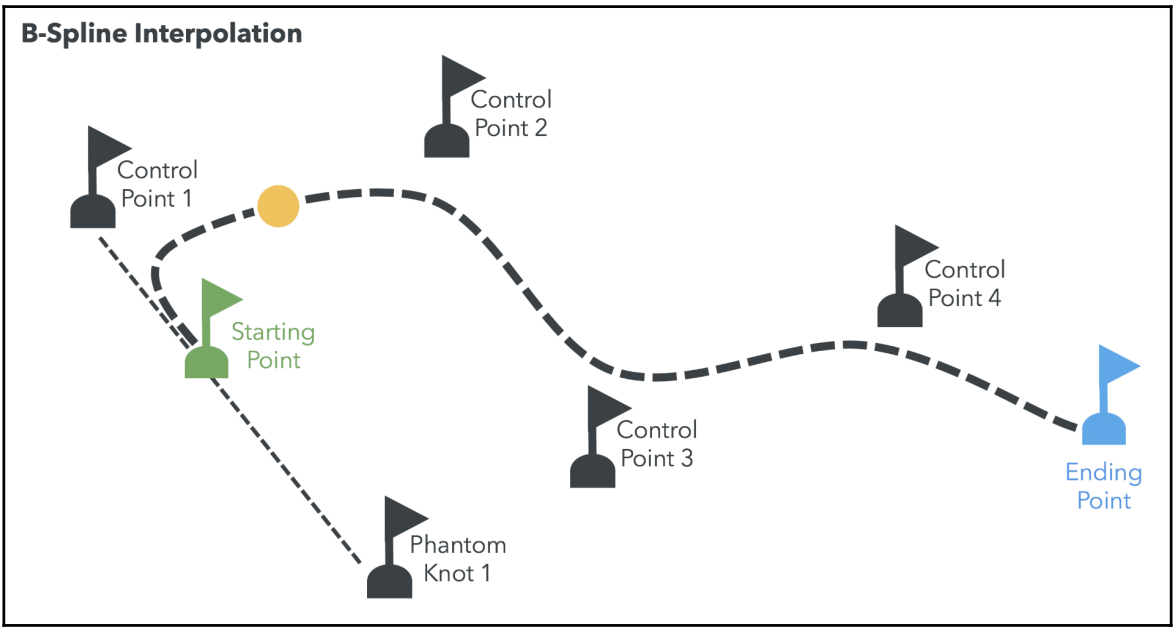 B-Spline Interpolation
Control
Point 2
Control
Point 1
Control
Point 4
Starting
Point
Control
Point 3
Ending
Point
Phantom
Knot 1